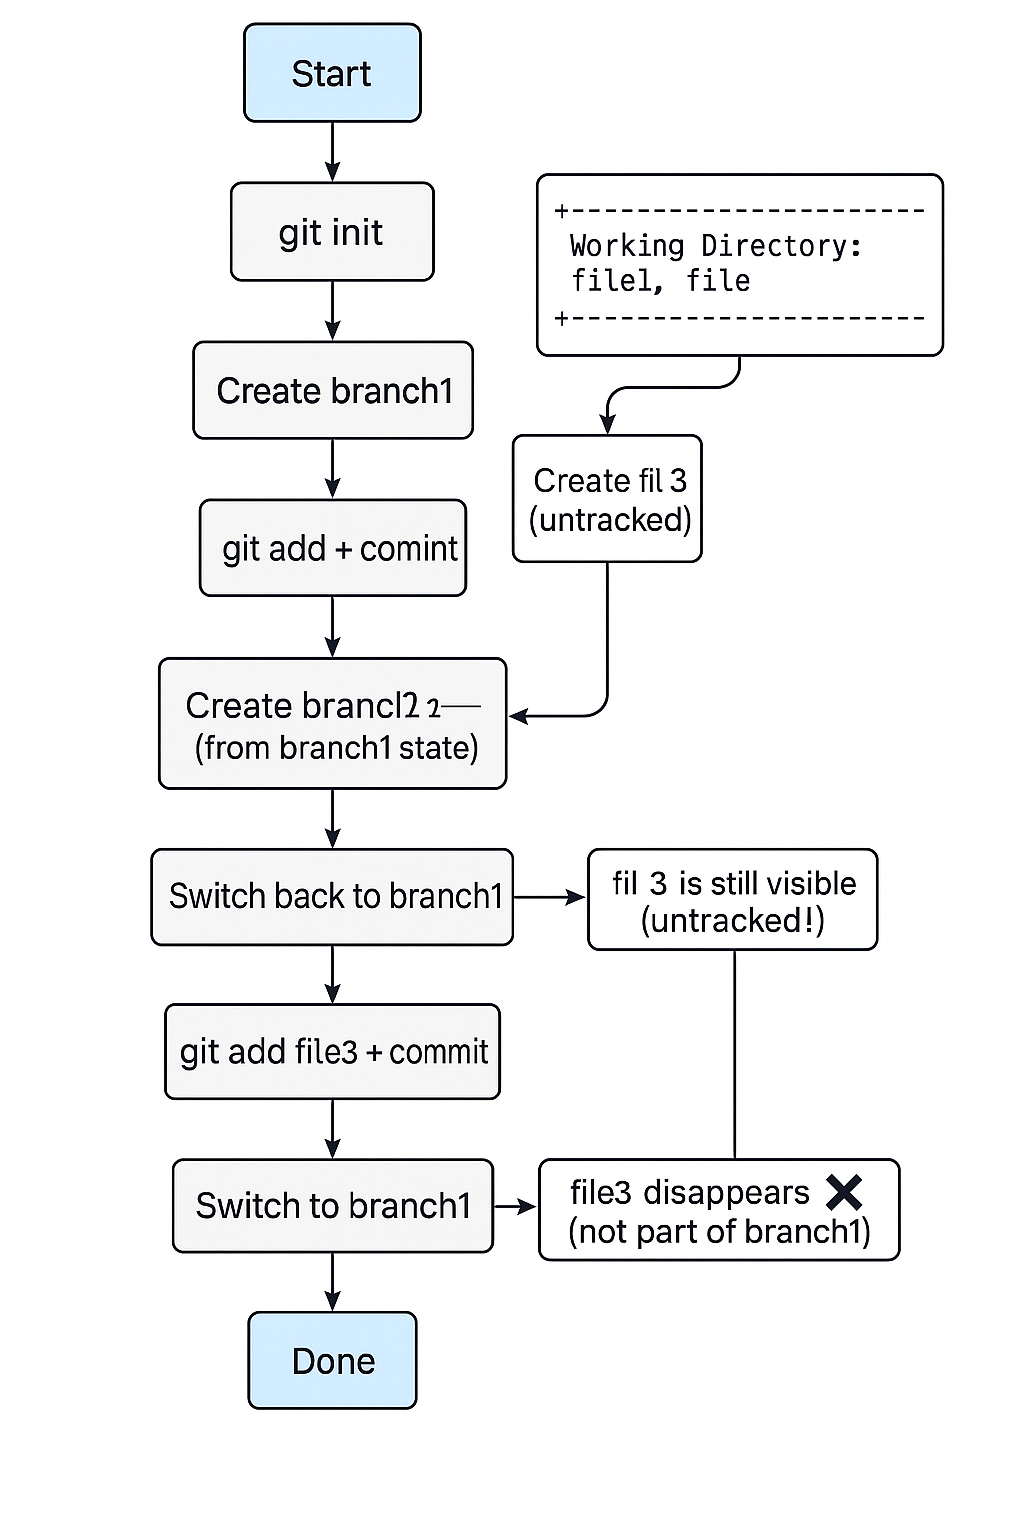 Start
git init
+----------------------
Working Directory:
file1, file
+----------------------
Create branch1
Create fil 3
(untracked)
git add + comint
Create brancl2 2—
(from branch1 state)
Switch back to branch1
fil 3 is still visible
(untracked!)
git add file3 + commit
Switch to branch1
file3 disappears ✖
(not part of branch1)
Done